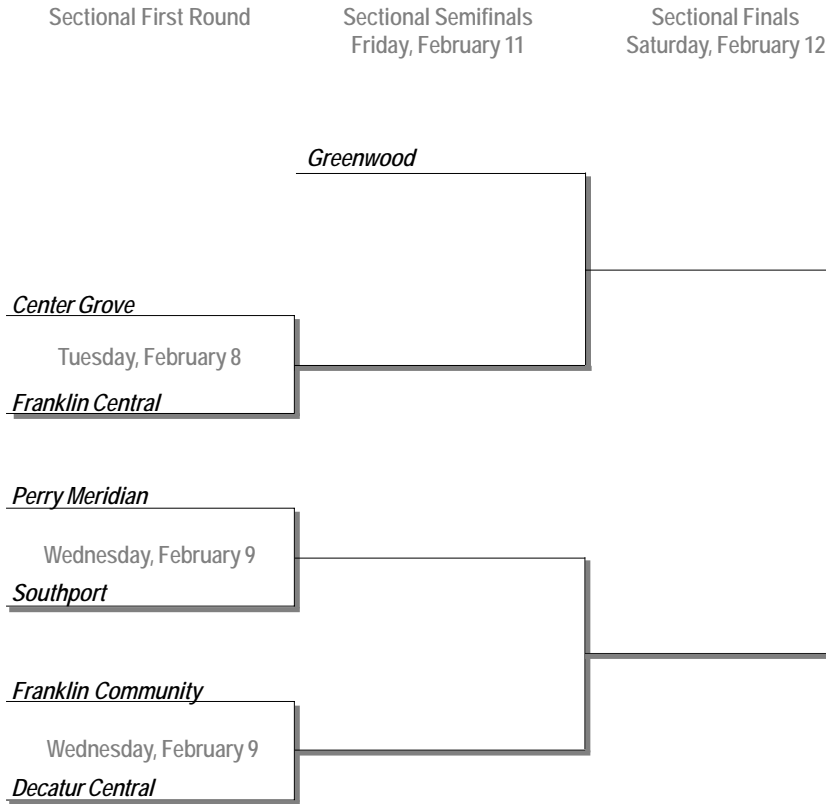 Sectional First Round
Sectional Semifinals
Friday, February 11
Sectional Finals
Saturday, February 12
Greenwood
Center Grove
Tuesday, February 8
Franklin Central
Perry Meridian
Wednesday, February 9
Southport
Franklin Community
Wednesday, February 9
Decatur Central